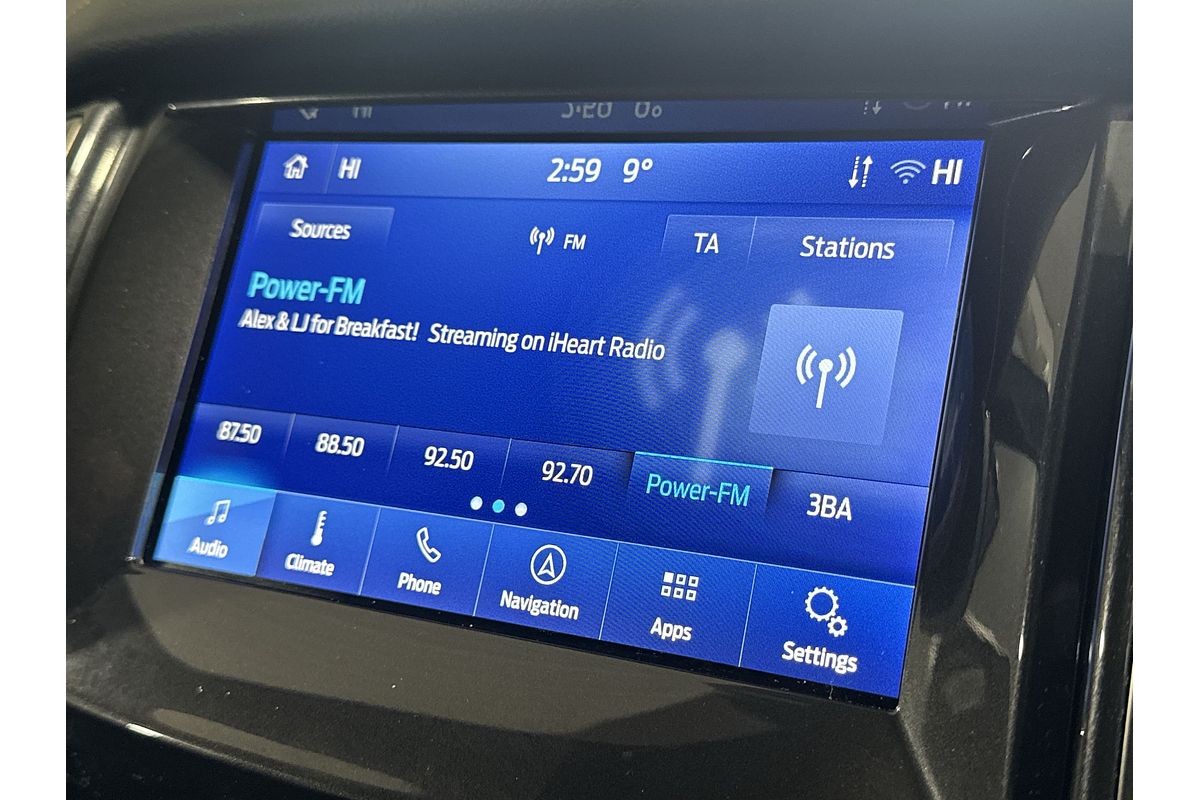 HI 2:59 9° HI
Sources FM TA Stations
Power-FM
Alex & LJ for Breakfast! Streaming on iHeart Radio
87.50 88.50 92.50 92.70 Power-FM 3BA
Audio Climate Phone Navigation Apps Settings